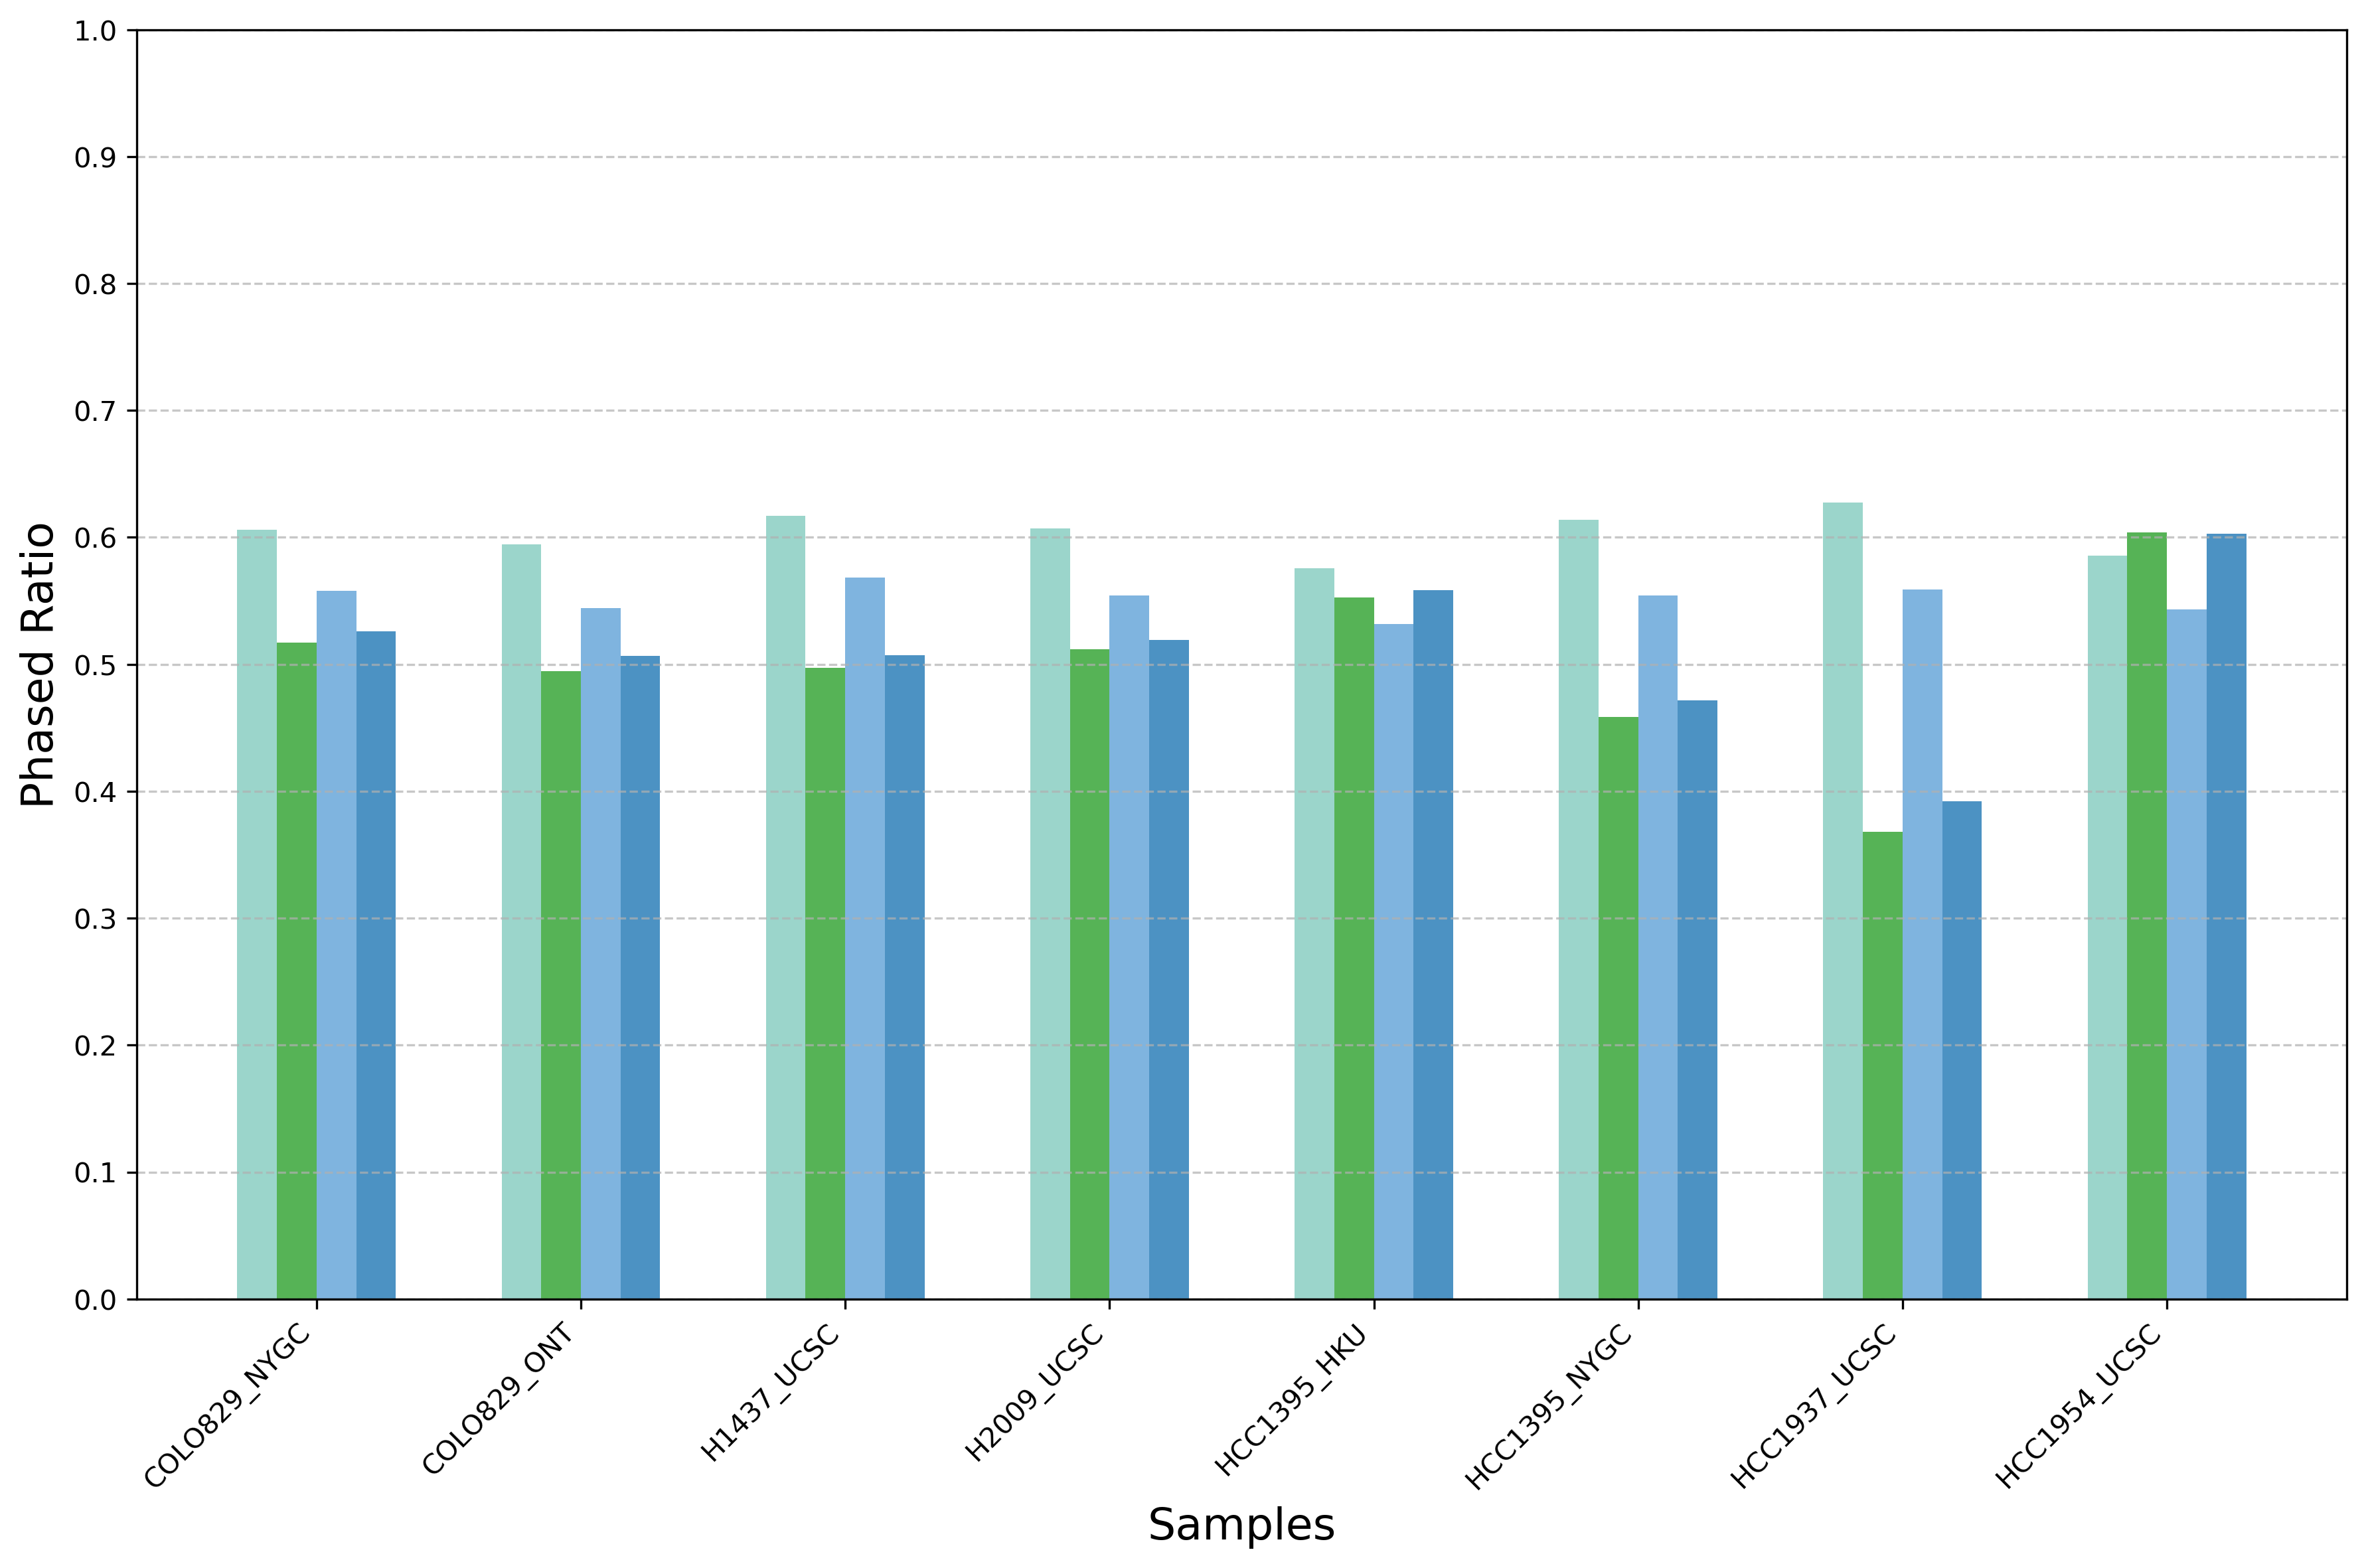 1.0
0.9
0.8
0.7
0.6
0.5
0.4
0.3
0.2
0.1
0.0
Phased Ratio
COLO829_NYGC
COLO829_ONT
H1437_UCSC
H2009_UCSC
HCC1395_HKU
HCC1395_NYGC
HCC1937_UCSC
HCC1954_UCSC
Samples